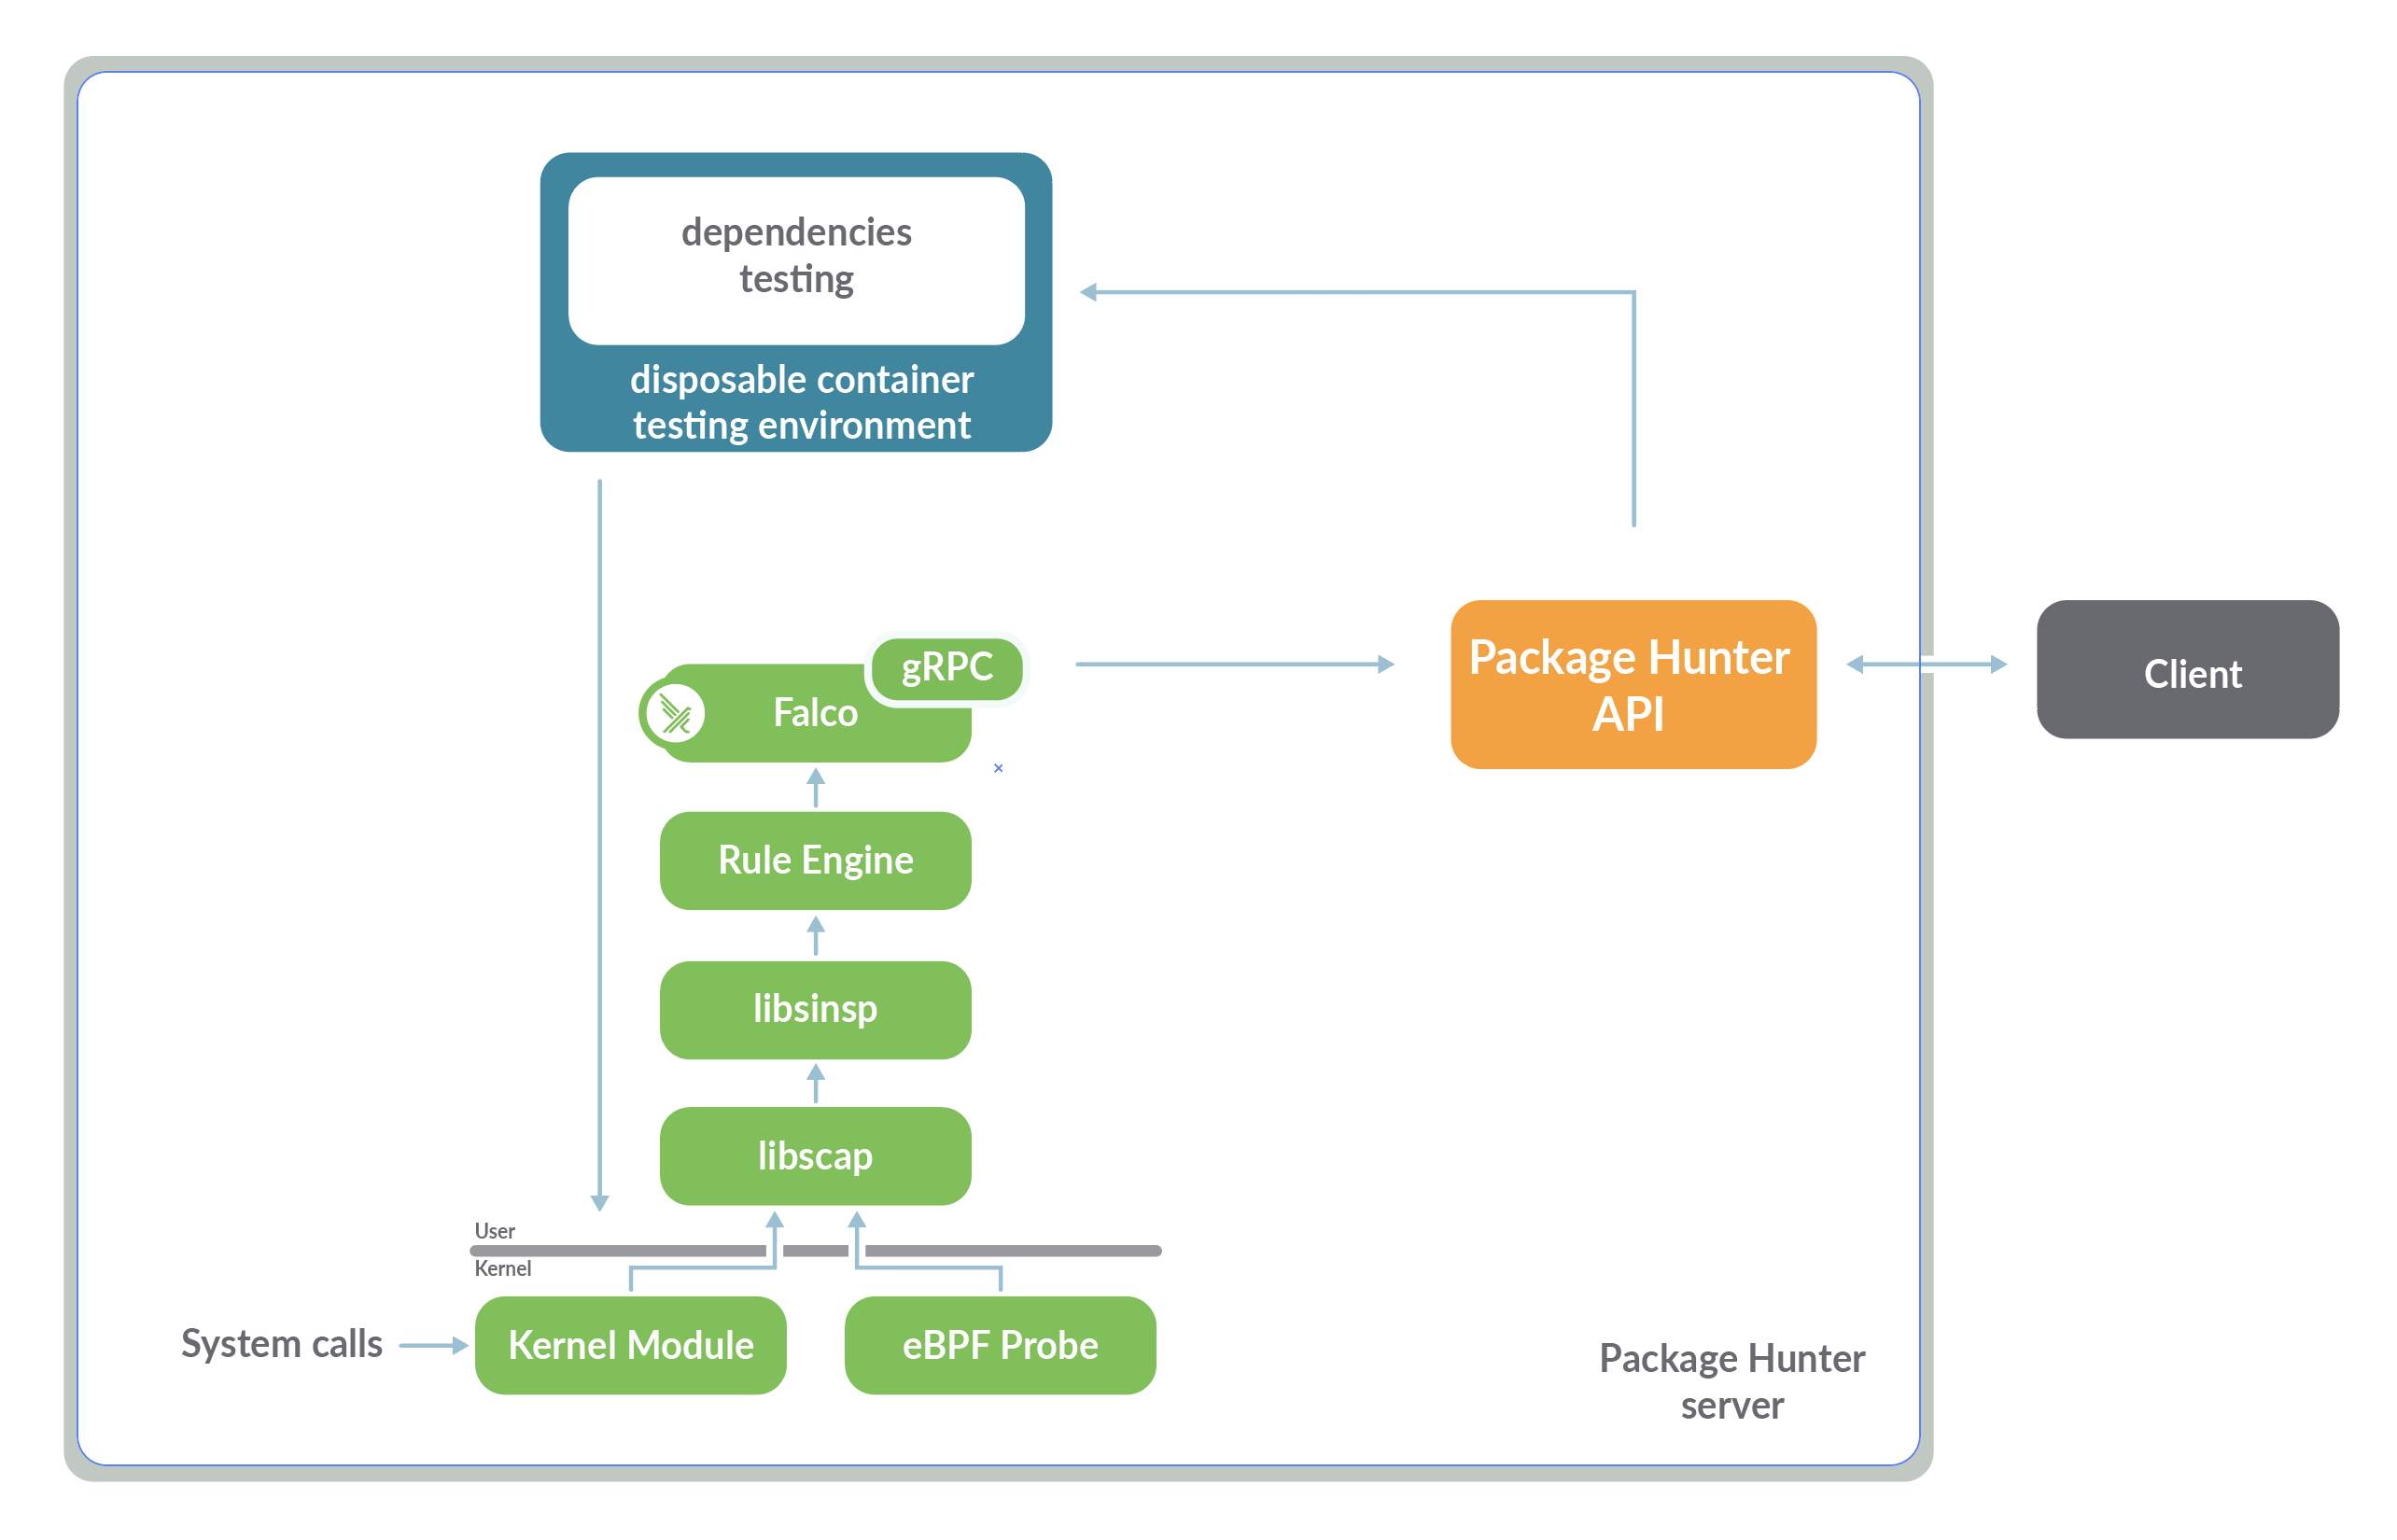 dependencies
testing
disposable container
testing environment
gRPC
Falco
Package Hunter
API
Client
Rule Engine
libsinsp
libscap
User
Kernel
System calls
Kernel Module
eBPF Probe
Package Hunter
server